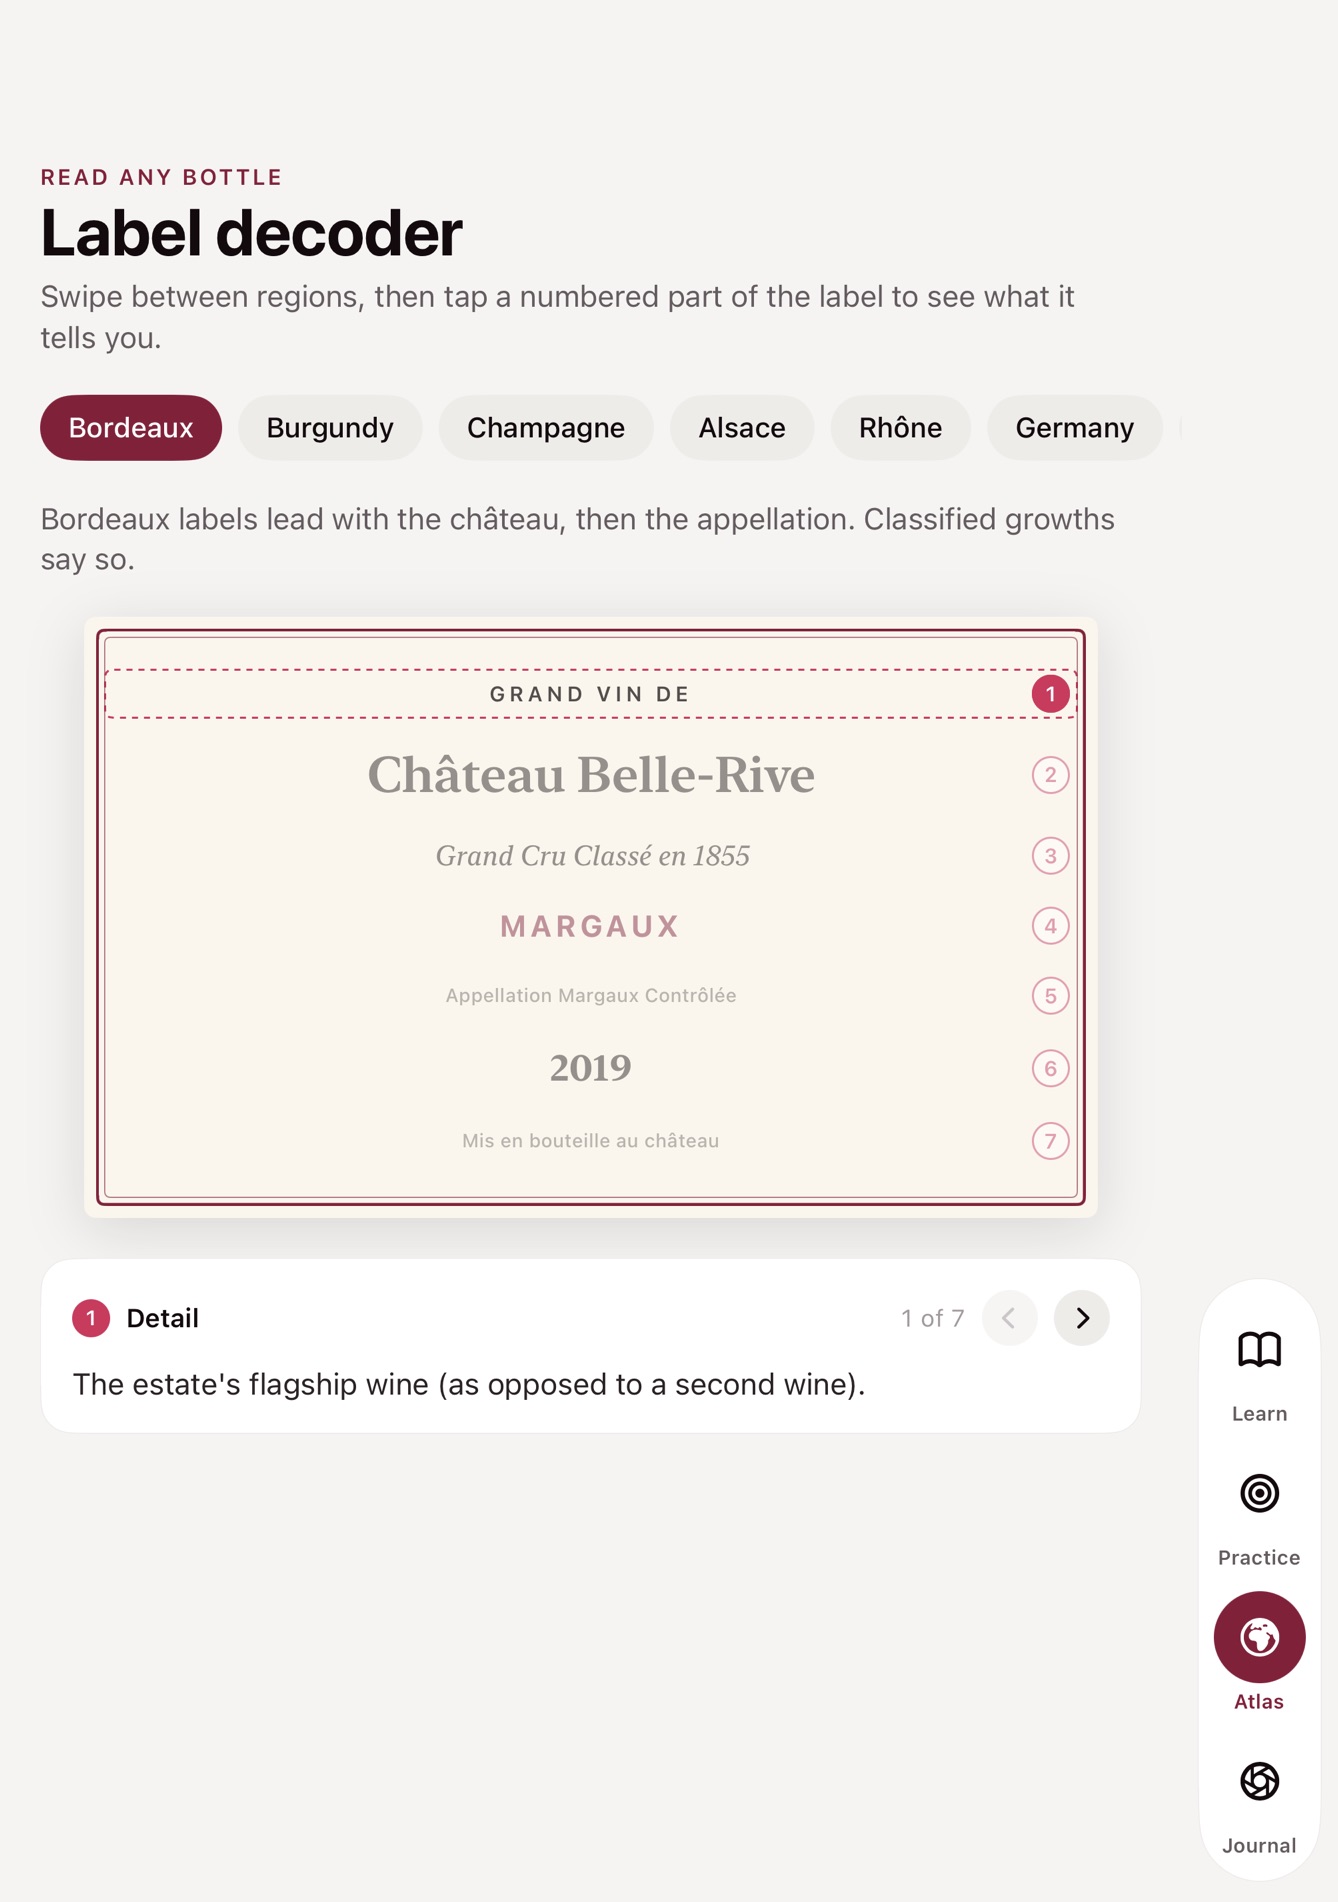 READ ANY BOTTLE
Label decoder
Swipe between regions, then tap a numbered part of the label to see what it
tells you.
Bordeaux Burgundy Champagne Alsace Rhône Germany
Bordeaux labels lead with the château, then the appellation. Classified growths
say so.
GRAND VIN DE 1
Château Belle-Rive 2
Grand Cru Classé en 1855 3
MARGAUX 4
Appellation Margaux Contrôlée 5
2019 6
Mis en bouteille au château 7
1 Detail 1 of 7
The estate's flagship wine (as opposed to a second wine).
Learn
Practice
Atlas
Journal